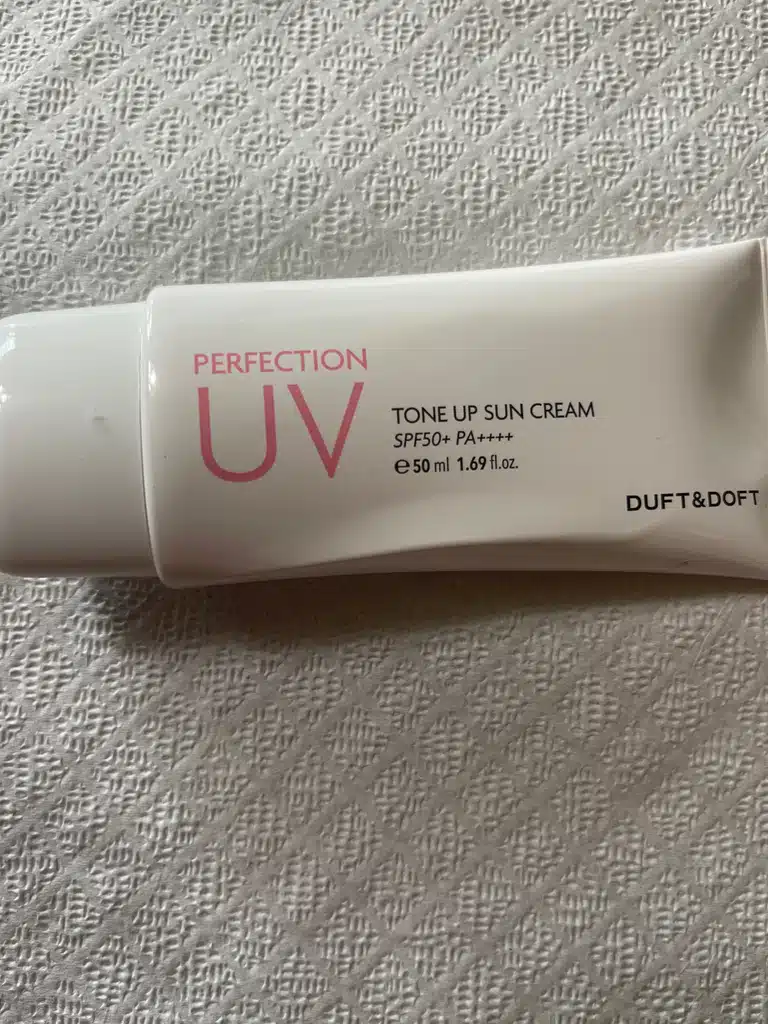 PERFECTION
UV
TONE UP SUN CREAM
SPF50+ PA++++
℮ 50 ml 1.69 fl.oz.
DUFT&DOFT